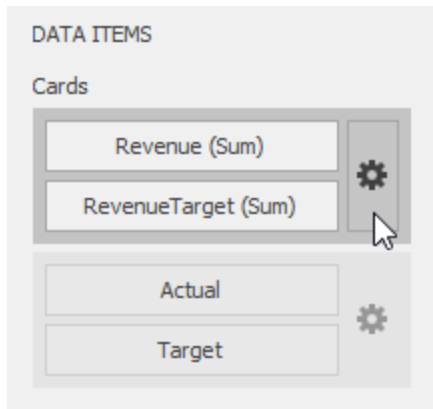 DATA ITEMS
Cards
Revenue (Sum)
RevenueTarget (Sum)
Actual
Target